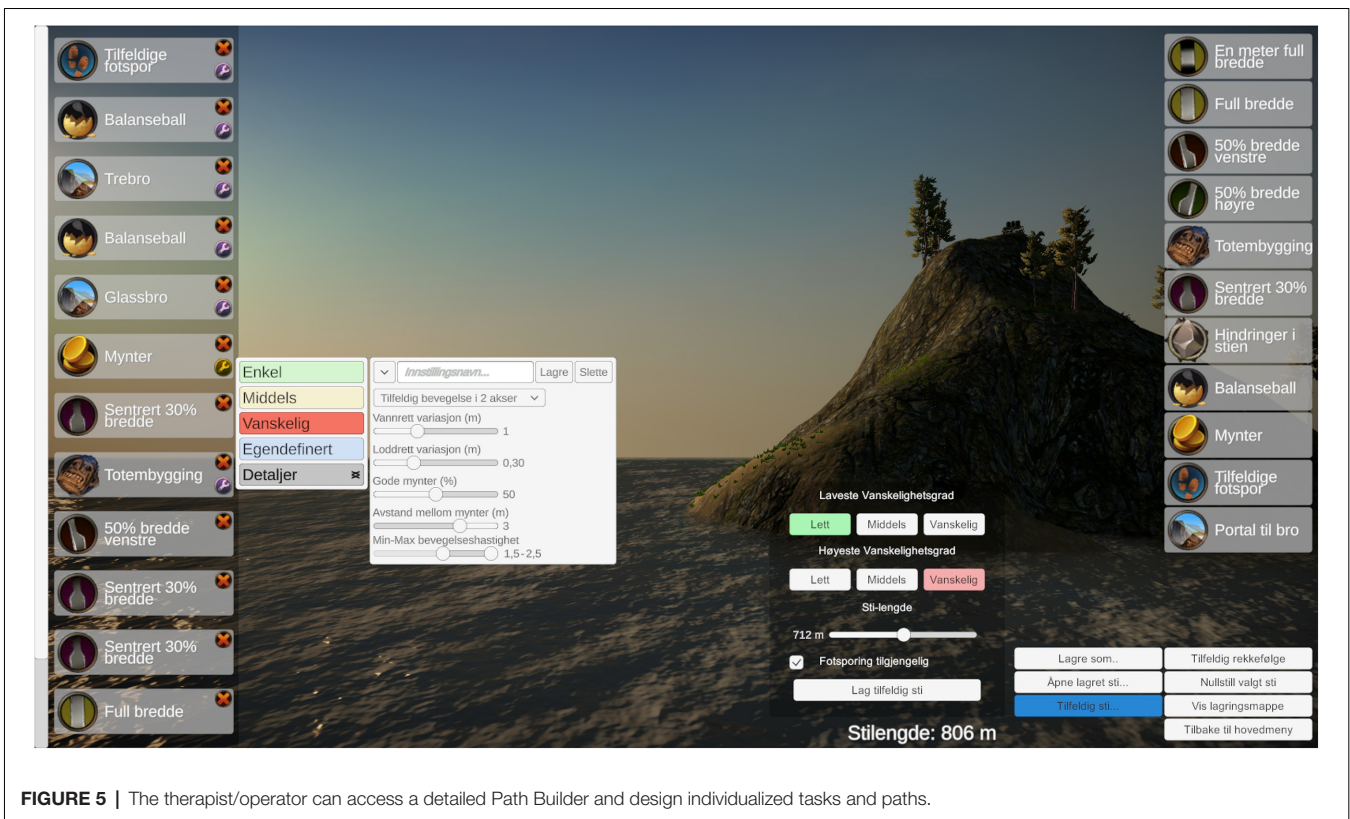 Tilfeldige
fotspor
Balanseball
Trebro
Balanseball
Glassbro
Mynter
Sentrert 30%
bredde
Totembygging
50% bredde
venstre
Sentrert 30%
bredde
Sentrert 30%
bredde
Full bredde
Enkel
Middels
Vanskelig
Egendefinert
Detaljer
Innstillingsnavn... Lagre Slette
Tilfeldig bevegelse i 2 akser
Vannrett variasjon (m)
1
Loddrett variasjon (m)
0,30
Gode mynter (%)
50
Avstand mellom mynter (m)
3
Min-Max bevegelseshastighet
1,5-2,5
Laveste Vanskelighetsgrad
Lett Middels Vanskelig
Høyeste Vanskelighetsgrad
Lett Middels Vanskelig
Sti-lengde
712 m
Fotsporing tilgjengelig
Lag tilfeldig sti
Stilengde: 806 m
En meter full
bredde
Full bredde
50% bredde
venstre
50% bredde
høyre
Totembygging
Sentrert 30%
bredde
Hindringer i
stien
Balanseball
Mynter
Tilfeldige
fotspor
Portal til bro
Lagre som.. Tilfeldig rekkefølge
Åpne lagret sti... Nullstill valgt sti
Tilfeldig sti... Vis lagringsmappe
Tilbake til hovedmeny
FIGURE 5 | The therapist/operator can access a detailed Path Builder and design individualized tasks and paths.